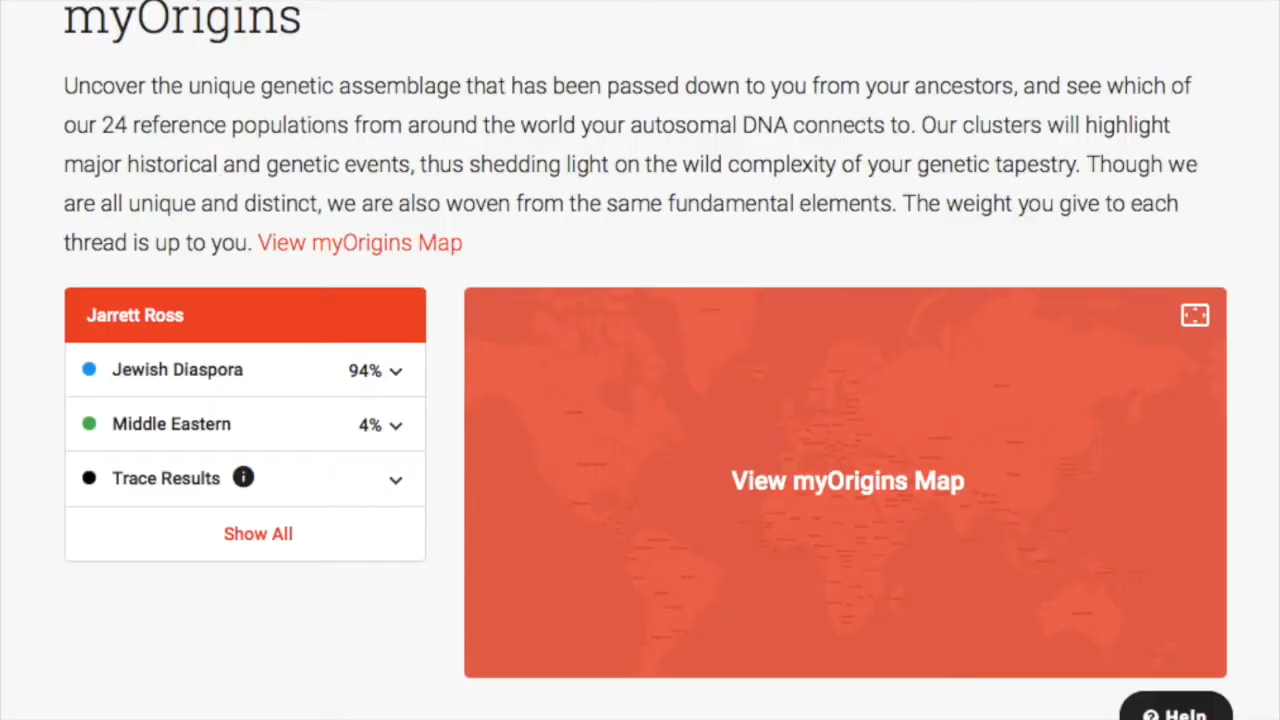 myOrigins
Uncover the unique genetic assemblage that has been passed down to you from your ancestors, and see which of
our 24 reference populations from around the world your autosomal DNA connects to. Our clusters will highlight
major historical and genetic events, thus shedding light on the wild complexity of your genetic tapestry. Though we
are all unique and distinct, we are also woven from the same fundamental elements. The weight you give to each
thread is up to you. View myOrigins Map
Jarrett Ross
Jewish Diaspora 94%
Middle Eastern 4%
Trace Results i
Show All
View myOrigins Map
? Help